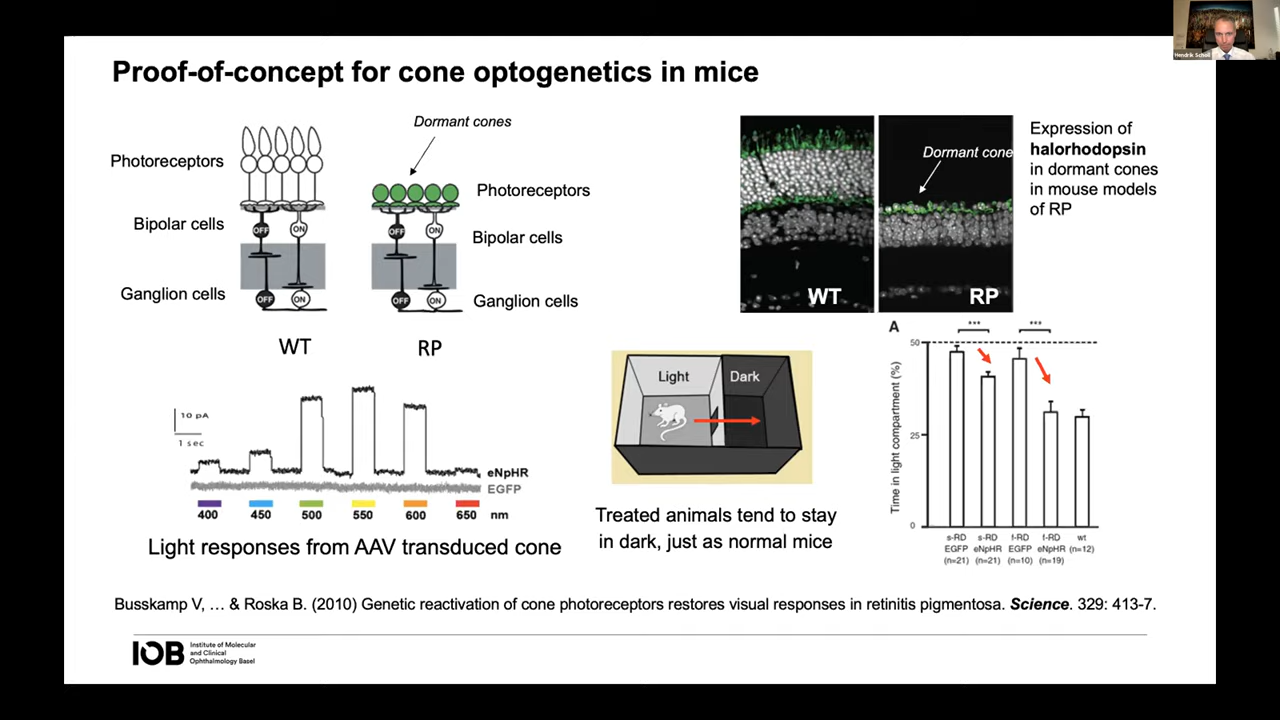 Proof-of-concept for cone optogenetics in mice
Hendrik Scholl
Dormant cones
Photoreceptors
Photoreceptors
Bipolar cells
Bipolar cells
Ganglion cells
Ganglion cells
OFF
ON
OFF
ON
OFF
ON
OFF
ON
WT
RP
Dormant cone
WT
RP
Expression of
halorhodopsin
in dormant cones
in mouse models
of RP
10 pA
1 sec
eNpHR
EGFP
400 450 500 550 600 650 nm
Light responses from AAV transduced cone
Light
Dark
Treated animals tend to stay
in dark, just as normal mice
A
*** ***
Time in light compartment (%)
50
25
0
s-RD s-RD f-RD f-RD wt
EGFP eNpHR EGFP eNpHR (n=12)
(n=21) (n=21) (n=10) (n=19)
Busskamp V, … & Roska B. (2010) Genetic reactivation of cone photoreceptors restores visual responses in retinitis pigmentosa. Science. 329: 413-7.
IOB
Institute of Molecular
and Clinical
Ophthalmology Basel